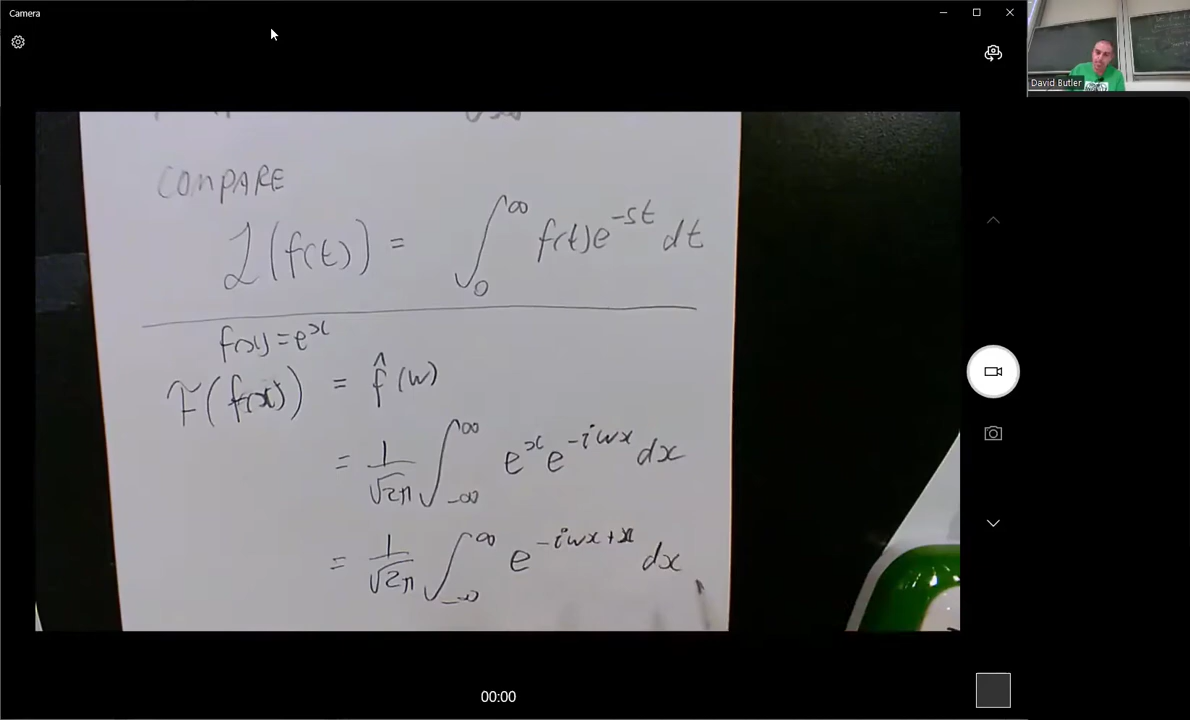 Camera
David Butler
COMPARE
ℒ(f(t)) = ∫₀^∞ f(t)e^{-st} dt
f(x) = e^x
ℱ(f(x)) = f̂(w)
= 1/√2π ∫_{-∞}^∞ e^x e^{-iwx} dx
= 1/√2π ∫_{-∞}^∞ e^{-iwx+x} dx
00:00